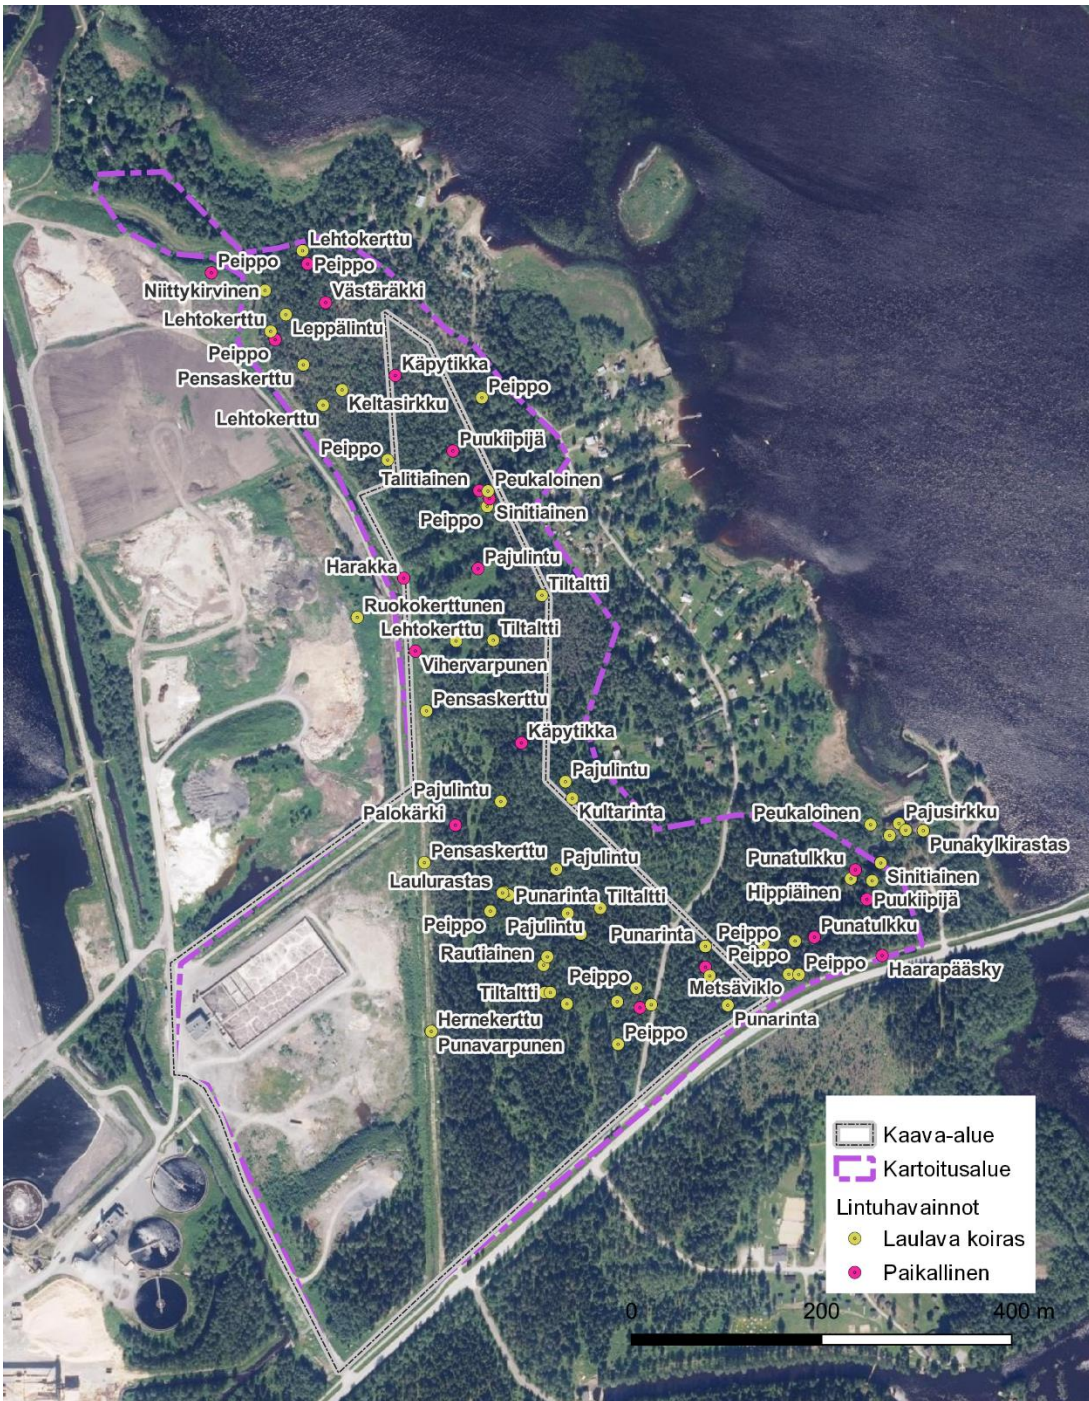 Lehtokerttu
Peippo
Peippo
Niittykirvinen
Västäräkki
Lehtokerttu
Leppälintu
Peippo
Käpytikka
Pensaskerttu
Peippo
Keltasirkku
Lehtokerttu
Puukiipijä
Peippo
Talitiainen
Peukaloinen
Sinitiainen
Peippo
Pajulintu
Harakka
Tiltaltti
Ruokokerttunen
Lehtokerttu
Tiltaltti
Vihervarpunen
Pensaskerttu
Käpytikka
Pajulintu
Pajulintu
Kultarinta
Palokärki
Peukaloinen
Pajusirkku
Punakylkirastas
Pensaskerttu
Pajulintu
Punatulkku
Sinitiainen
Hippiäinen
Laulurastas
Punarinta
Tiltaltti
Puukiipijä
Peippo
Pajulintu
Punarinta
Peippo
Punatulkku
Rautiainen
Peippo
Peippo
Haarapääsky
Peippo
Metsäviklo
Tiltaltti
Hernekerttu
Punarinta
Peippo
Punavarpunen
Kaava-alue
Kartoitusalue
Lintuhavainnot
Laulava koiras
Paikallinen
0 200 400 m